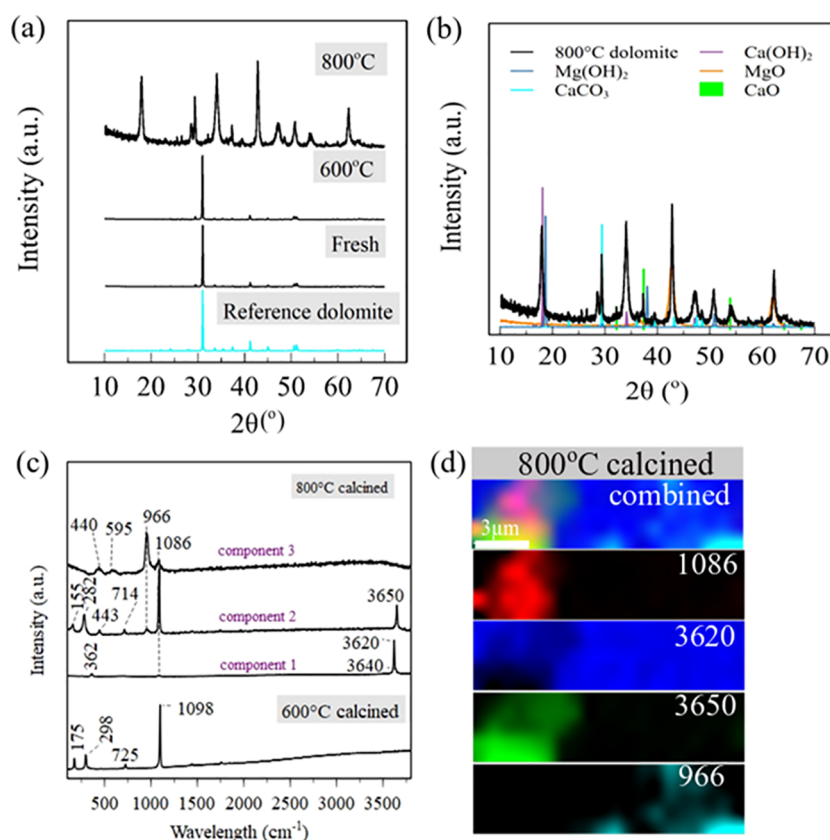 (a)
800°C
600°C
Fresh
Reference dolomite
Intensity (a.u.)
10 20 30 40 50 60 70
2θ(°)
(b)
800°C dolomite
Mg(OH)₂
CaCO₃
Ca(OH)₂
MgO
CaO
Intensity (a.u.)
10 20 30 40 50 60 70
2θ (°)
(c)
800°C calcined
966
440 595 1086
component 3
155 282 443 714 component 2 3650
362 component 1 3620
3640
600°C calcined
175 298 725 1098
Intensity (a.u.)
500 1000 1500 2000 2500 3000 3500
Wavelength (cm⁻¹)
(d)
800°C calcined
combined
3μm
1086
3620
3650
966